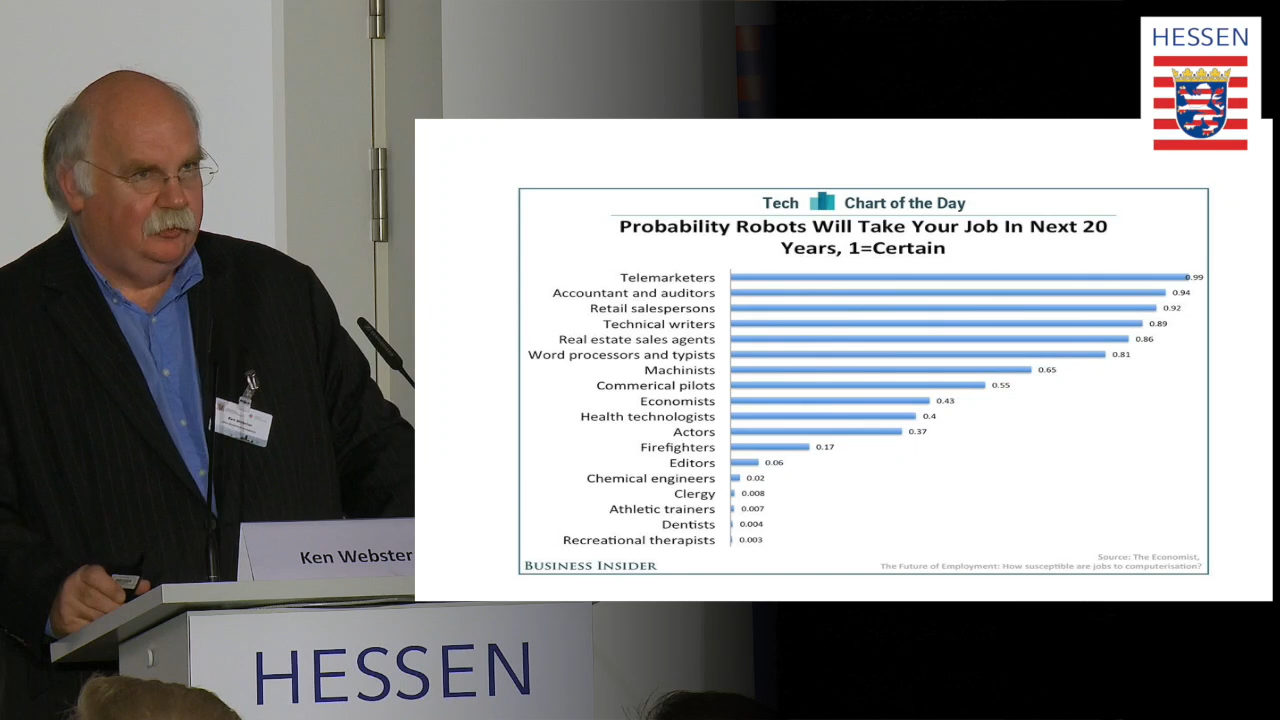 HESSEN
Tech Chart of the Day
Probability Robots Will Take Your Job In Next 20
Years, 1=Certain
Telemarketers 0.99
Accountant and auditors 0.94
Retail salespersons 0.92
Technical writers 0.89
Real estate sales agents 0.86
Word processors and typists 0.81
Machinists 0.65
Commerical pilots 0.55
Economists 0.43
Health technologists 0.4
Actors 0.37
Firefighters 0.17
Editors 0.06
Chemical engineers 0.02
Clergy 0.008
Athletic trainers 0.007
Dentists 0.004
Recreational therapists 0.003
Source: The Economist,
BUSINESS INSIDER The Future of Employment: How susceptible are jobs to computerisation?
Ken Webster
HESSEN